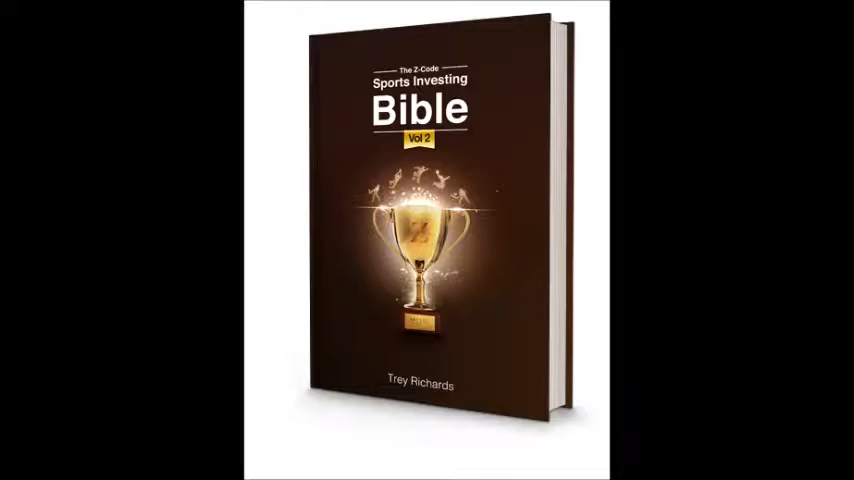 The Z-Code
Sports Investing
Bible
Vol 2
Z
Trey Richards